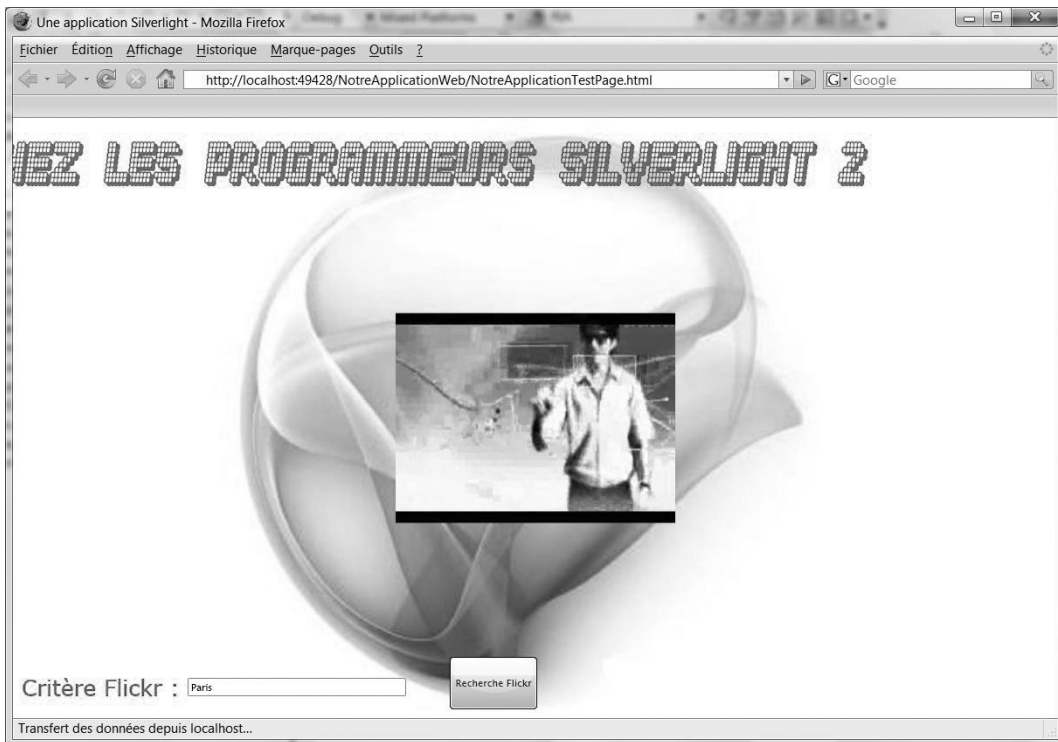 Une application Silverlight - Mozilla Firefox
Fichier Édition Affichage Historique Marque-pages Outils ?
http://localhost:49428/NotreApplicationWeb/NotreApplicationTestPage.html
G Google
NEZ LES PROGRAMMEURS SILVERLIGHT 2
Critère Flickr : Paris Recherche Flickr
Transfert des données depuis localhost...